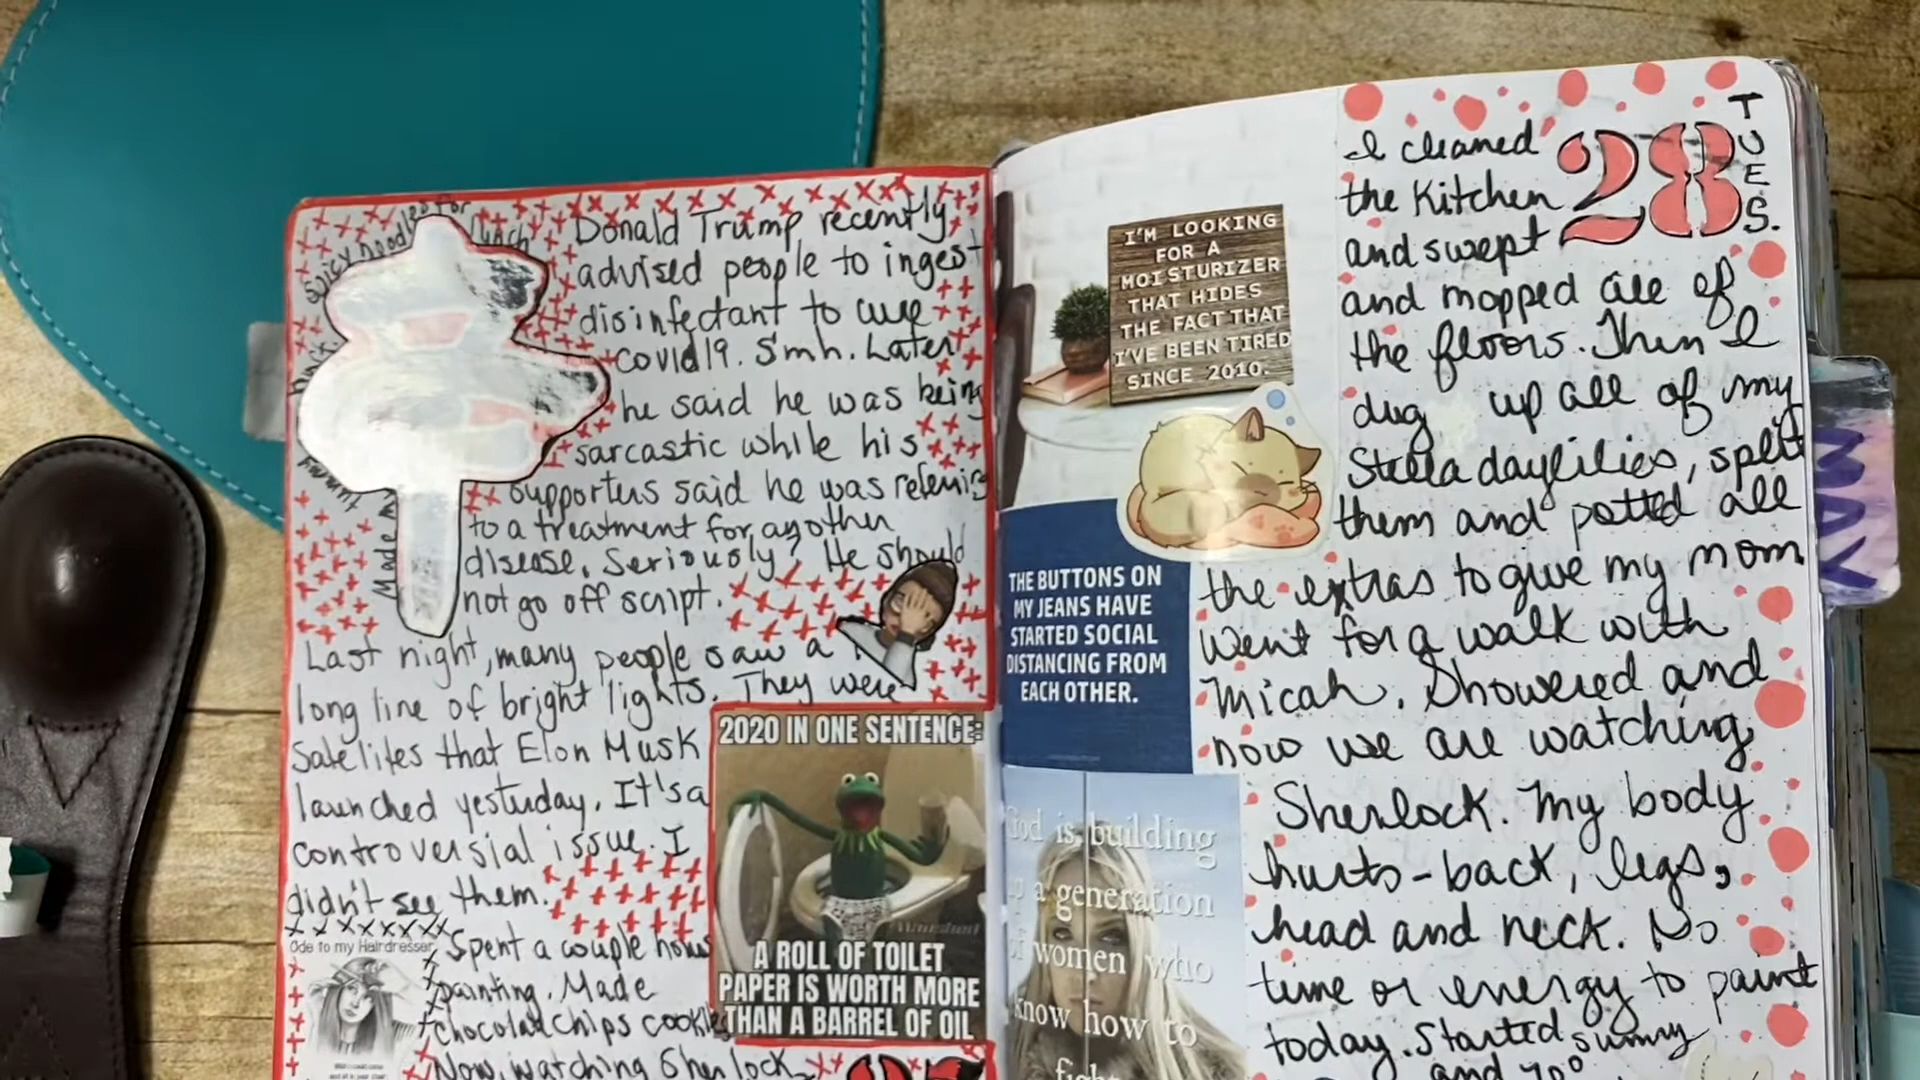 spicy noodles for lunch
Made my
Donald Trump recently
advised people to ingest
disinfectant to cure
covid19. Smh. Later
he said he was being
sarcastic while his
supporters said he was refering
to a treatment for another
disease. Seriously? He should
not go off script.
Last night, many people saw a
long line of bright lights. They were
Satelites that Elon Musk
launched yesterday. It's a
controversial issue. I
didn't see them.
Ode to my Hairdresser
Spent a couple hours
painting. Made
chocolate chips cookies
Now, watching Sherlock
2020 IN ONE SENTENCE:
A ROLL OF TOILET
PAPER IS WORTH MORE
THAN A BARREL OF OIL
I'M LOOKING
FOR A
MOISTURIZER
THAT HIDES
THE FACT THAT
I'VE BEEN TIRED
SINCE 2010.
THE BUTTONS ON
MY JEANS HAVE
STARTED SOCIAL
DISTANCING FROM
EACH OTHER.
God is building
a generation
of women who
know how to
fight
28
TUES.
I cleaned
the Kitchen
and swept
and mopped all of
the floors. Then I
dug up all of my
Stella daylilies, split
them and potted all
the extras to give my mom.
Went for a walk with
Micah. Showered and
now we are watching
Sherlock. My body
hurts-back, legs,
head and neck. No
time or energy to paint
today. Started sunny
and 70°
MAY